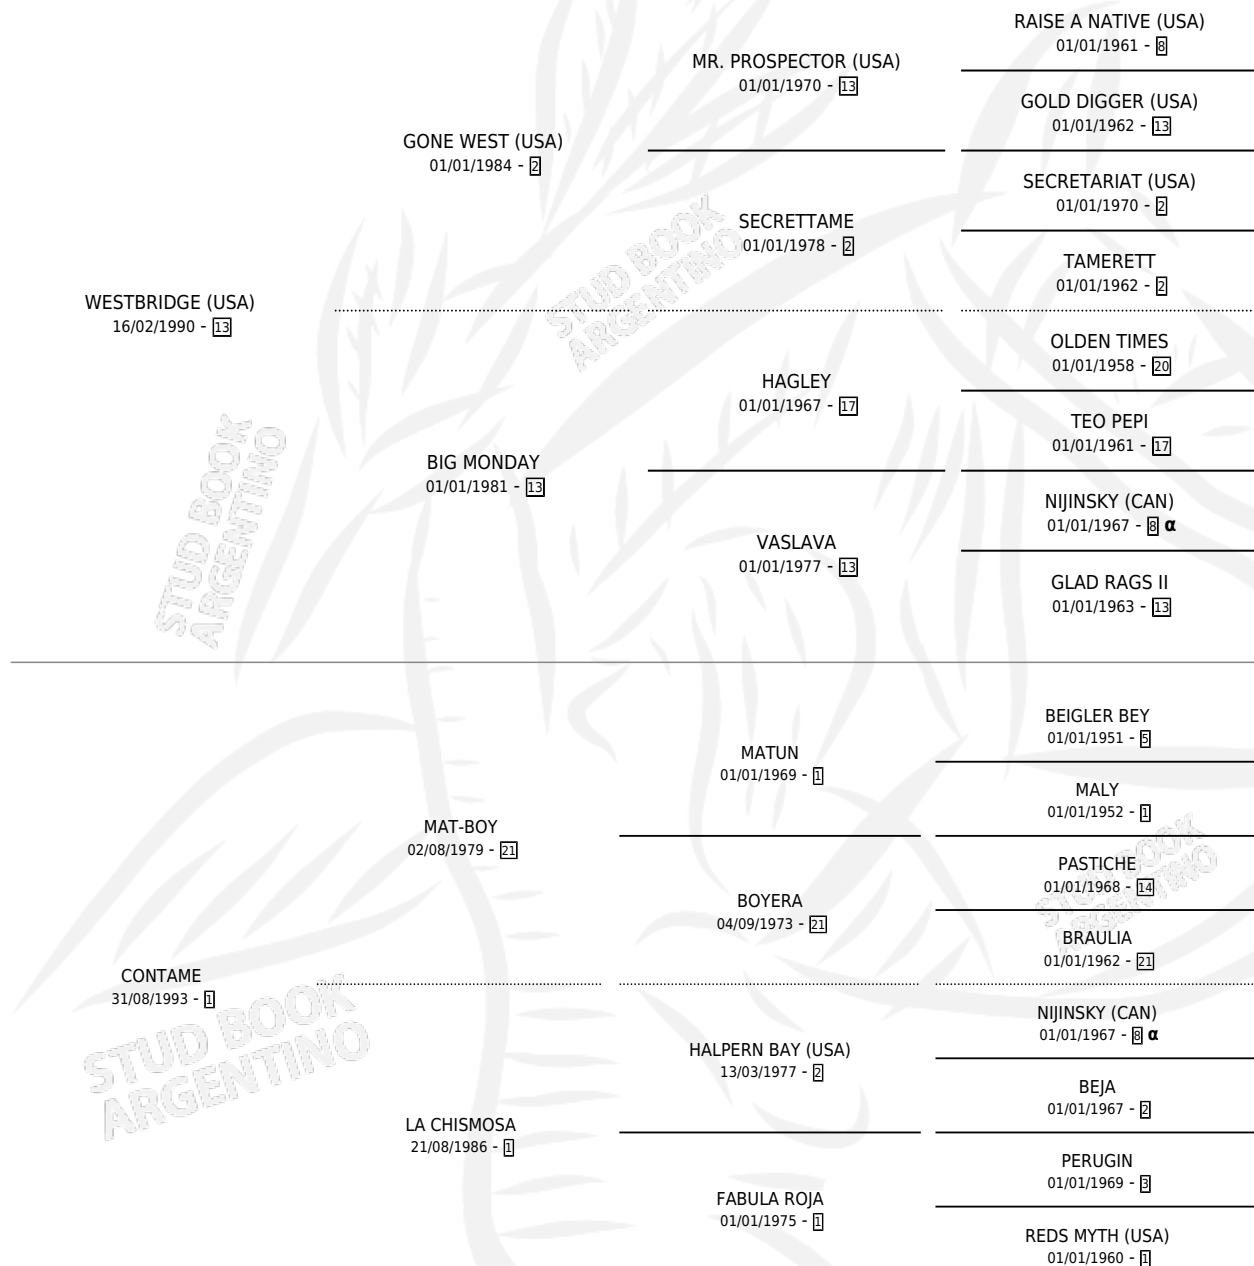 RAISE A NATIVE (USA)
01/01/1961 - 8
MR. PROSPECTOR (USA)
01/01/1970 - 13
GOLD DIGGER (USA)
01/01/1962 - 13
GONE WEST (USA)
01/01/1984 - 2
SECRETARIAT (USA)
01/01/1970 - 2
SECRETTAME
01/01/1978 - 2
TAMERETT
01/01/1962 - 2
WESTBRIDGE (USA)
16/02/1990 - 13
OLDEN TIMES
01/01/1958 - 20
HAGLEY
01/01/1967 - 17
TEO PEPI
01/01/1961 - 17
BIG MONDAY
01/01/1981 - 13
NIJINSKY (CAN)
01/01/1967 - 8 α
VASLAVA
01/01/1977 - 13
GLAD RAGS II
01/01/1963 - 13
BEIGLER BEY
01/01/1951 - 5
MATUN
01/01/1969 - 1
MALY
01/01/1952 - 1
MAT-BOY
02/08/1979 - 21
PASTICHE
01/01/1968 - 14
BOYERA
04/09/1973 - 21
BRAULIA
01/01/1962 - 21
CONTAME
31/08/1993 - 1
NIJINSKY (CAN)
01/01/1967 - 8 α
HALPERN BAY (USA)
13/03/1977 - 2
BEJA
01/01/1967 - 2
LA CHISMOSA
21/08/1986 - 1
PERUGIN
01/01/1969 - 3
FABULA ROJA
01/01/1975 - 1
REDS MYTH (USA)
01/01/1960 - 1
STUD BOOK
ARGENTINO
STUD BOOK
ARGENTINO
STUD BOOK
ARGENTINO
STUD BOOK
ARGENTINO